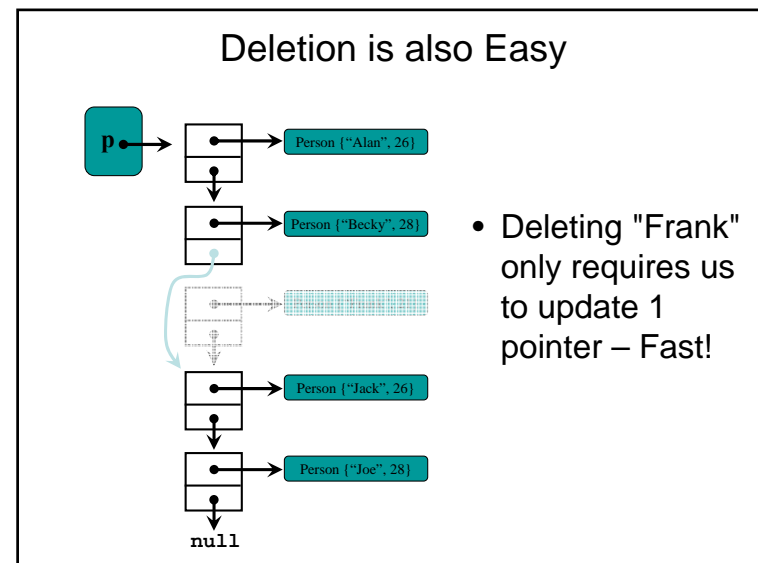 Deletion is also Easy
p
Person {“Alan”, 26}
Person {“Becky”, 28}
Person {“Jack”, 26}
Person {“Joe”, 28}
null
• Deleting "Frank"
only requires us
to update 1
pointer – Fast!